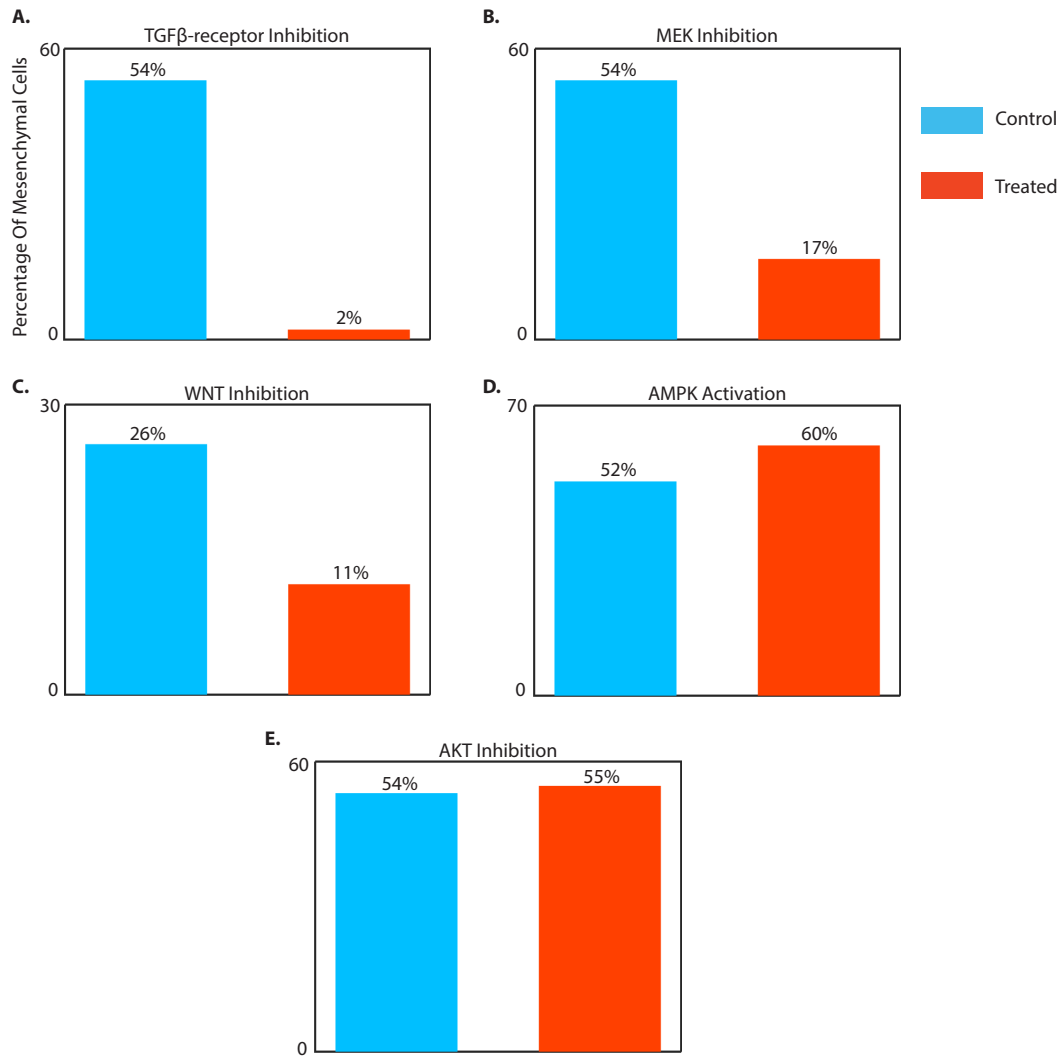 A.
TGFβ-receptor Inhibition
Percentage Of Mesenchymal Cells
60
54%
2%
0
B.
MEK Inhibition
60
54%
17%
0
Control
Treated
C.
WNT Inhibition
30
26%
11%
0
D.
AMPK Activation
70
52%
60%
0
E.
AKT Inhibition
60
54%
55%
0